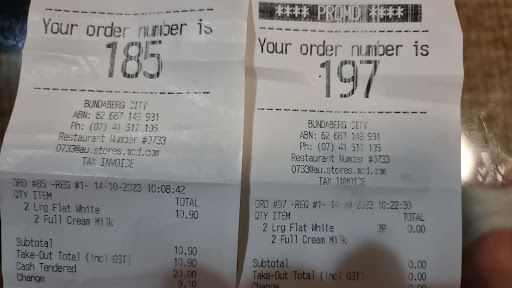 Your order number is
185
BUNDABERG CITY
ABN: 62 687 149 931
Ph: (07) 41 517 105
Restaurant Number #0733
0733@au.stores.mcd.com
TAX INVOICE
ORD #85 -REG #1- 14-10-2023 10:08:42
QTY ITEM TOTAL
2 Lrg Flat White 10.90
2 Full Cream Milk
Subtotal 10.90
Take-Out Total (incl GST) 10.90
Cash Tendered 20.00
Change 9.10
**** PROMO ****
Your order number is
197
BUNDABERG CITY
ABN: 62 687 149 931
Ph: (07) 41 517 105
Restaurant Number #0733
0733@au.stores.mcd.com
TAX INVOICE
ORD #97 -REG #1- 14-10-2023 10:22:30
QTY ITEM TOTAL
2 Lrg Flat White 2P 0.00
2 Full Cream Milk
Subtotal 0.00
Take-Out Total (incl GST) 0.00
Change 0.00